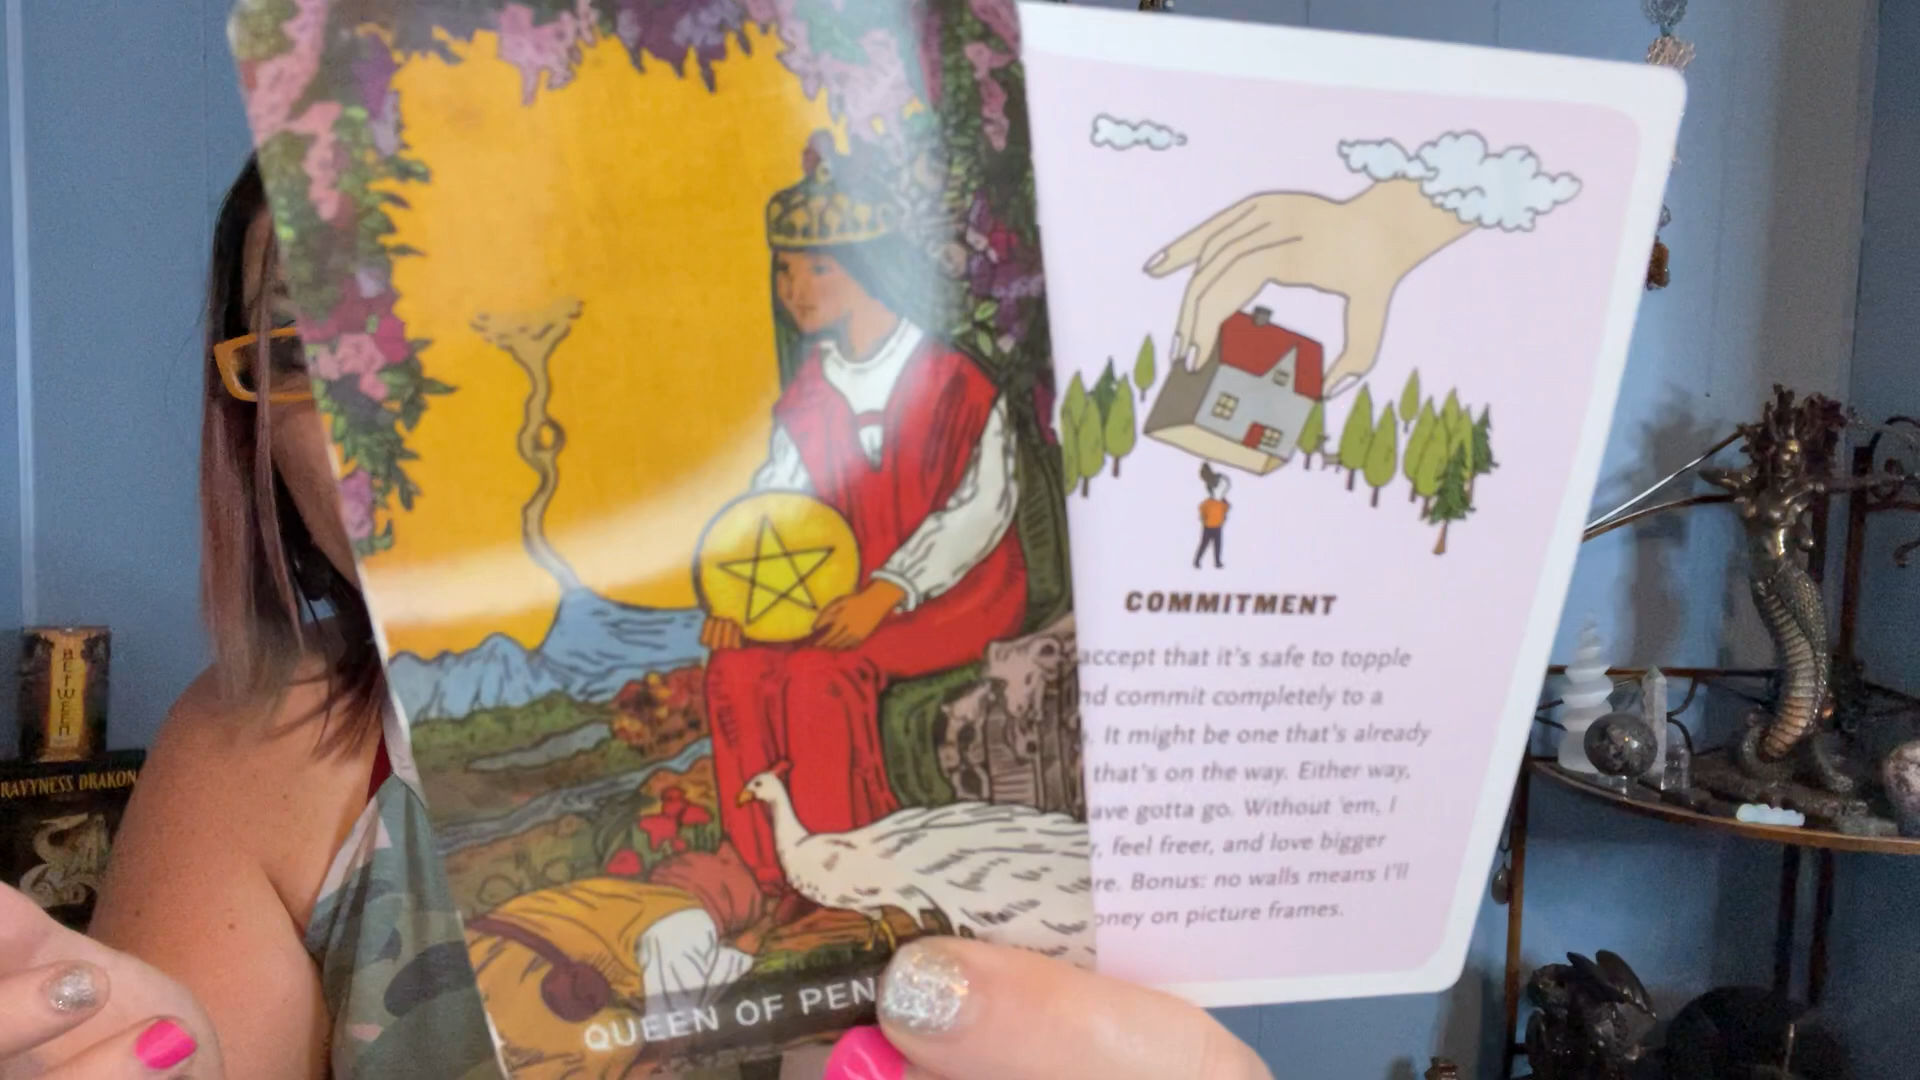 BETWEEN
RAVYNESS DRAKON
QUEEN OF PEN
COMMITMENT
accept that it's safe to topple
nd commit completely to a
. It might be one that's already
that's on the way. Either way,
ave gotta go. Without 'em, I
, feel freer, and love bigger
re. Bonus: no walls means I'll
oney on picture frames.